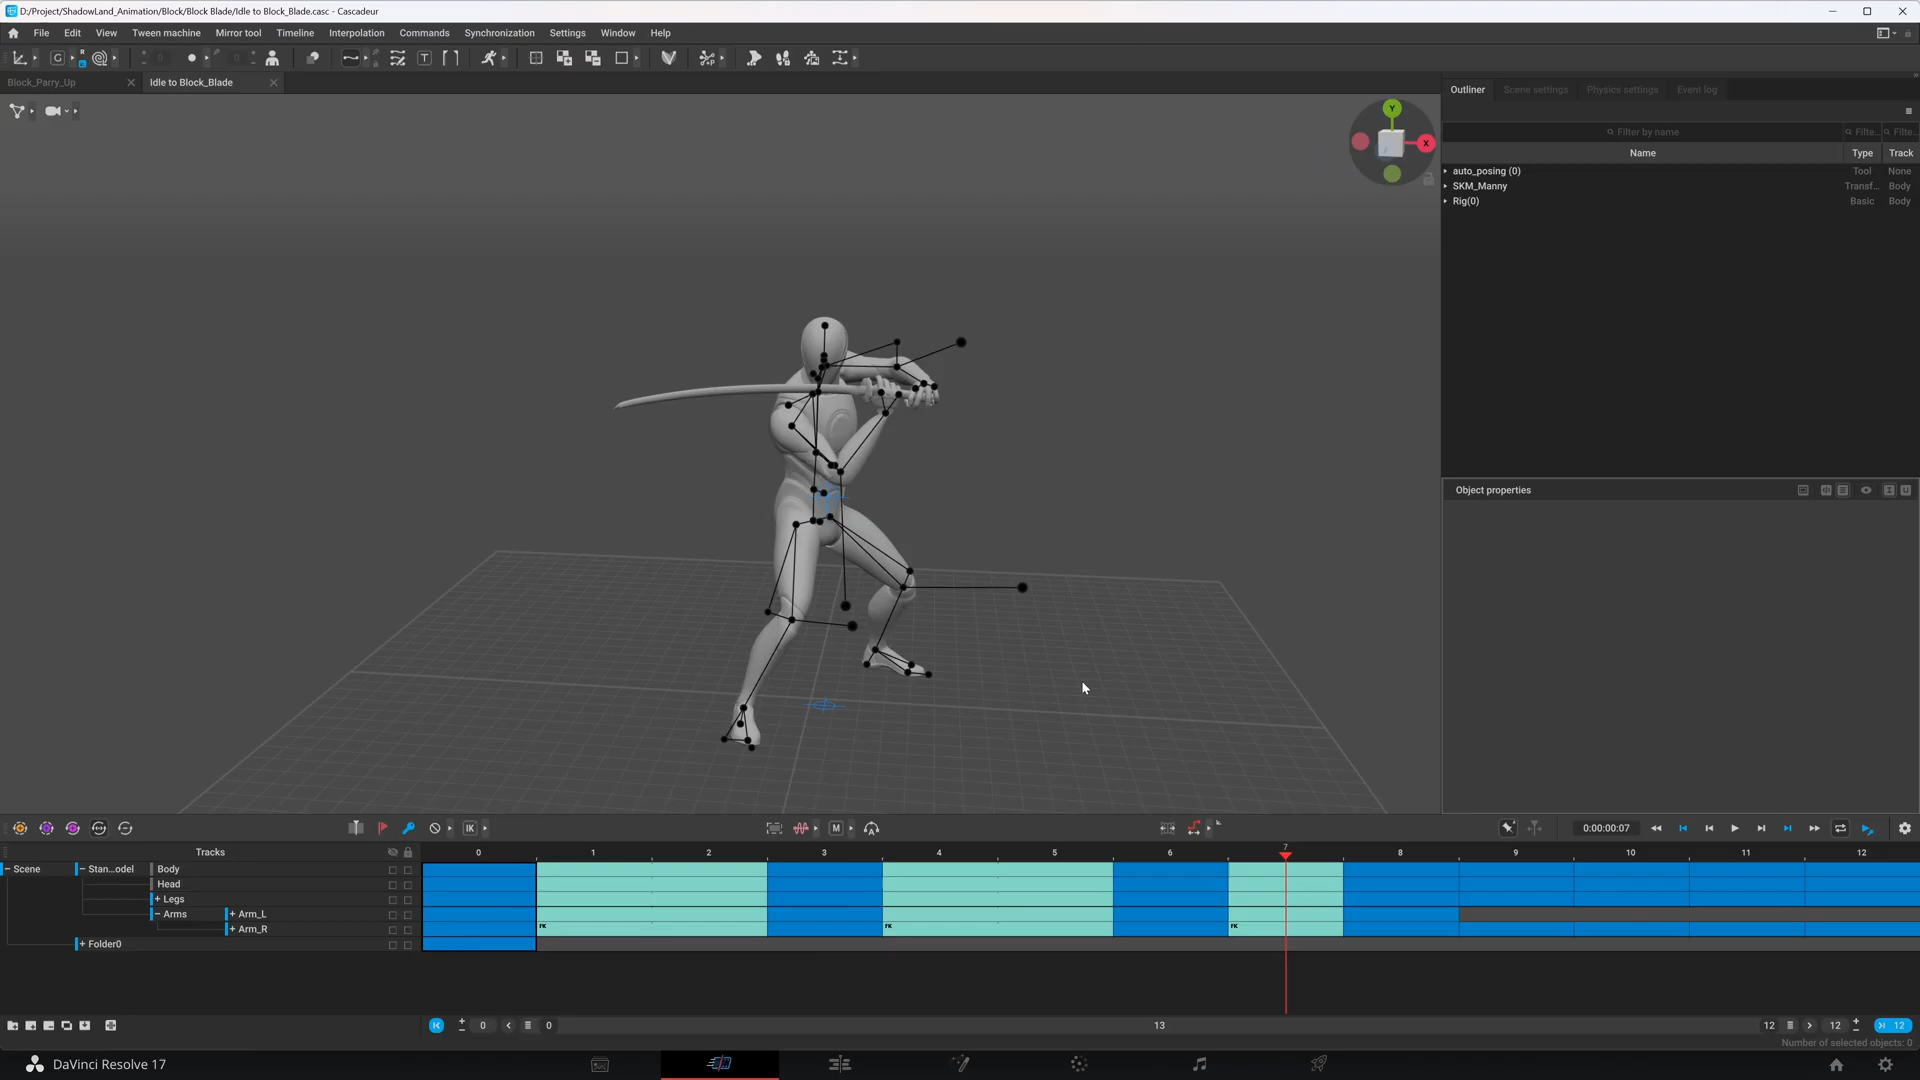 D:/Project/ShadowLand_Animation/Block/Block Blade/Idle to Block_Blade.casc - Cascadeur
File Edit View Tween machine Mirror tool Timeline Interpolation Commands Synchronization Settings Window Help
Block_Parry_Up Idle to Block_Blade
Outliner Scene settings Physics settings Event log
Filter by name Filte... Filte...
Name Type Track
auto_posing (0) Tool None
SKM_Manny Transf... Body
Rig(0) Basic Body
Y
X
Object properties
IK M 0:00:00:07
Tracks 0 1 2 3 4 5 6 7 8 9 10 11 12
Scene Stan...odel Body
Head
+ Legs
Arms + Arm_L
+ Arm_R FK FK FK
+ Folder0
0 0 13 12 12 12
Number of selected objects: 0
DaVinci Resolve 17